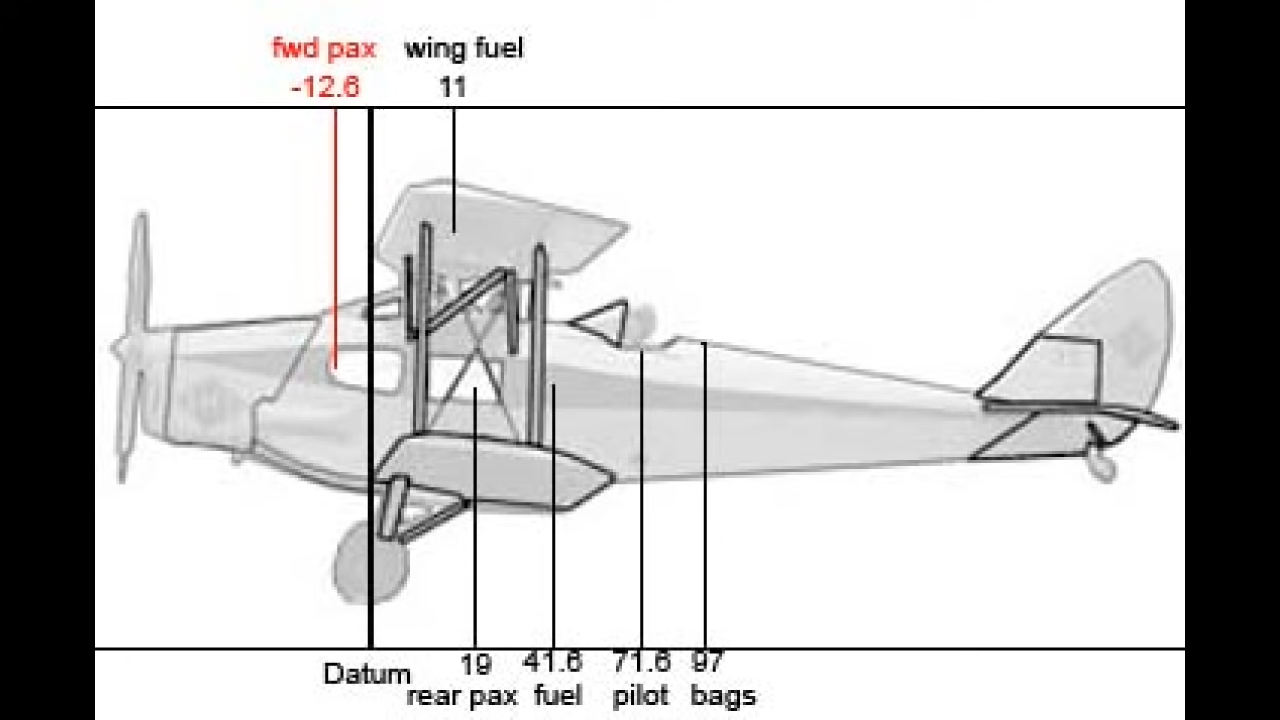 fwd pax wing fuel
-12.6 11
Datum 19 41.6 71.6 97
rear pax fuel pilot bags